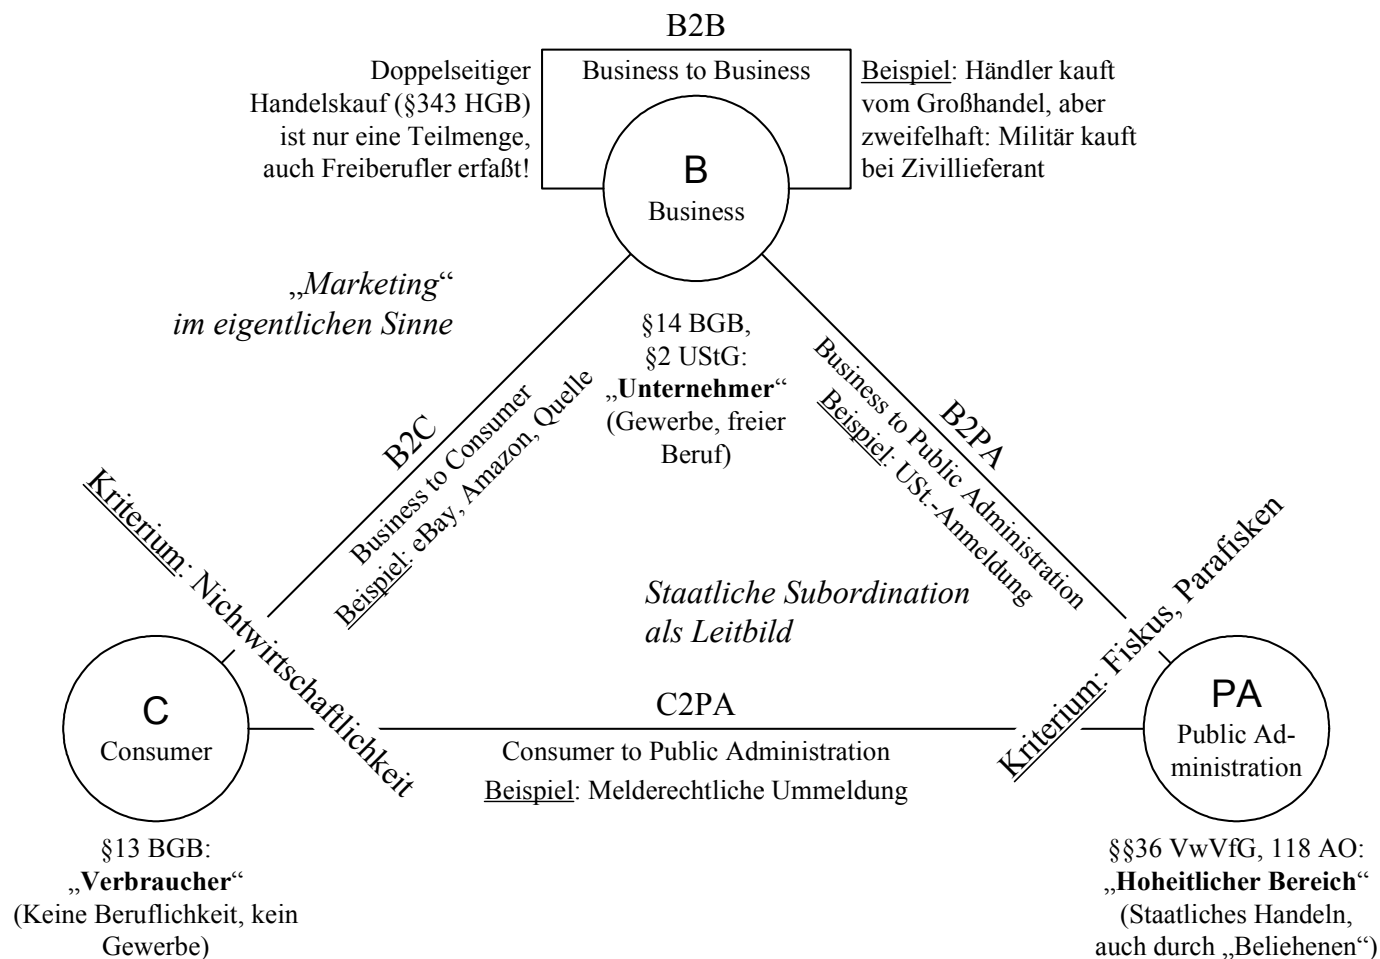 B2B
Doppelseitiger
Handelskauf (§343 HGB)
ist nur eine Teilmenge,
auch Freiberufler erfaßt!
Business to Business
Beispiel: Händler kauft
vom Großhandel, aber
zweifelhaft: Militär kauft
bei Zivillieferant
B
Business
„Marketing“
im eigentlichen Sinne
§14 BGB,
§2 UStG:
„Unternehmer“
(Gewerbe, freier
Beruf)
B2C
Business to Consumer
Beispiel: eBay, Amazon, Quelle
B2PA
Business to Public Administration
Beispiel: USt.-Anmeldung
Kriterium: Nichtwirtschaftlichkeit
Kriterium: Fiskus, Parafisken
Staatliche Subordination
als Leitbild
C
Consumer
C2PA
Consumer to Public Administration
Beispiel: Melderechtliche Ummeldung
PA
Public Ad-
ministration
§13 BGB:
„Verbraucher“
(Keine Beruflichkeit, kein
Gewerbe)
§§36 VwVfG, 118 AO:
„Hoheitlicher Bereich“
(Staatliches Handeln,
auch durch „Beliehenen“)